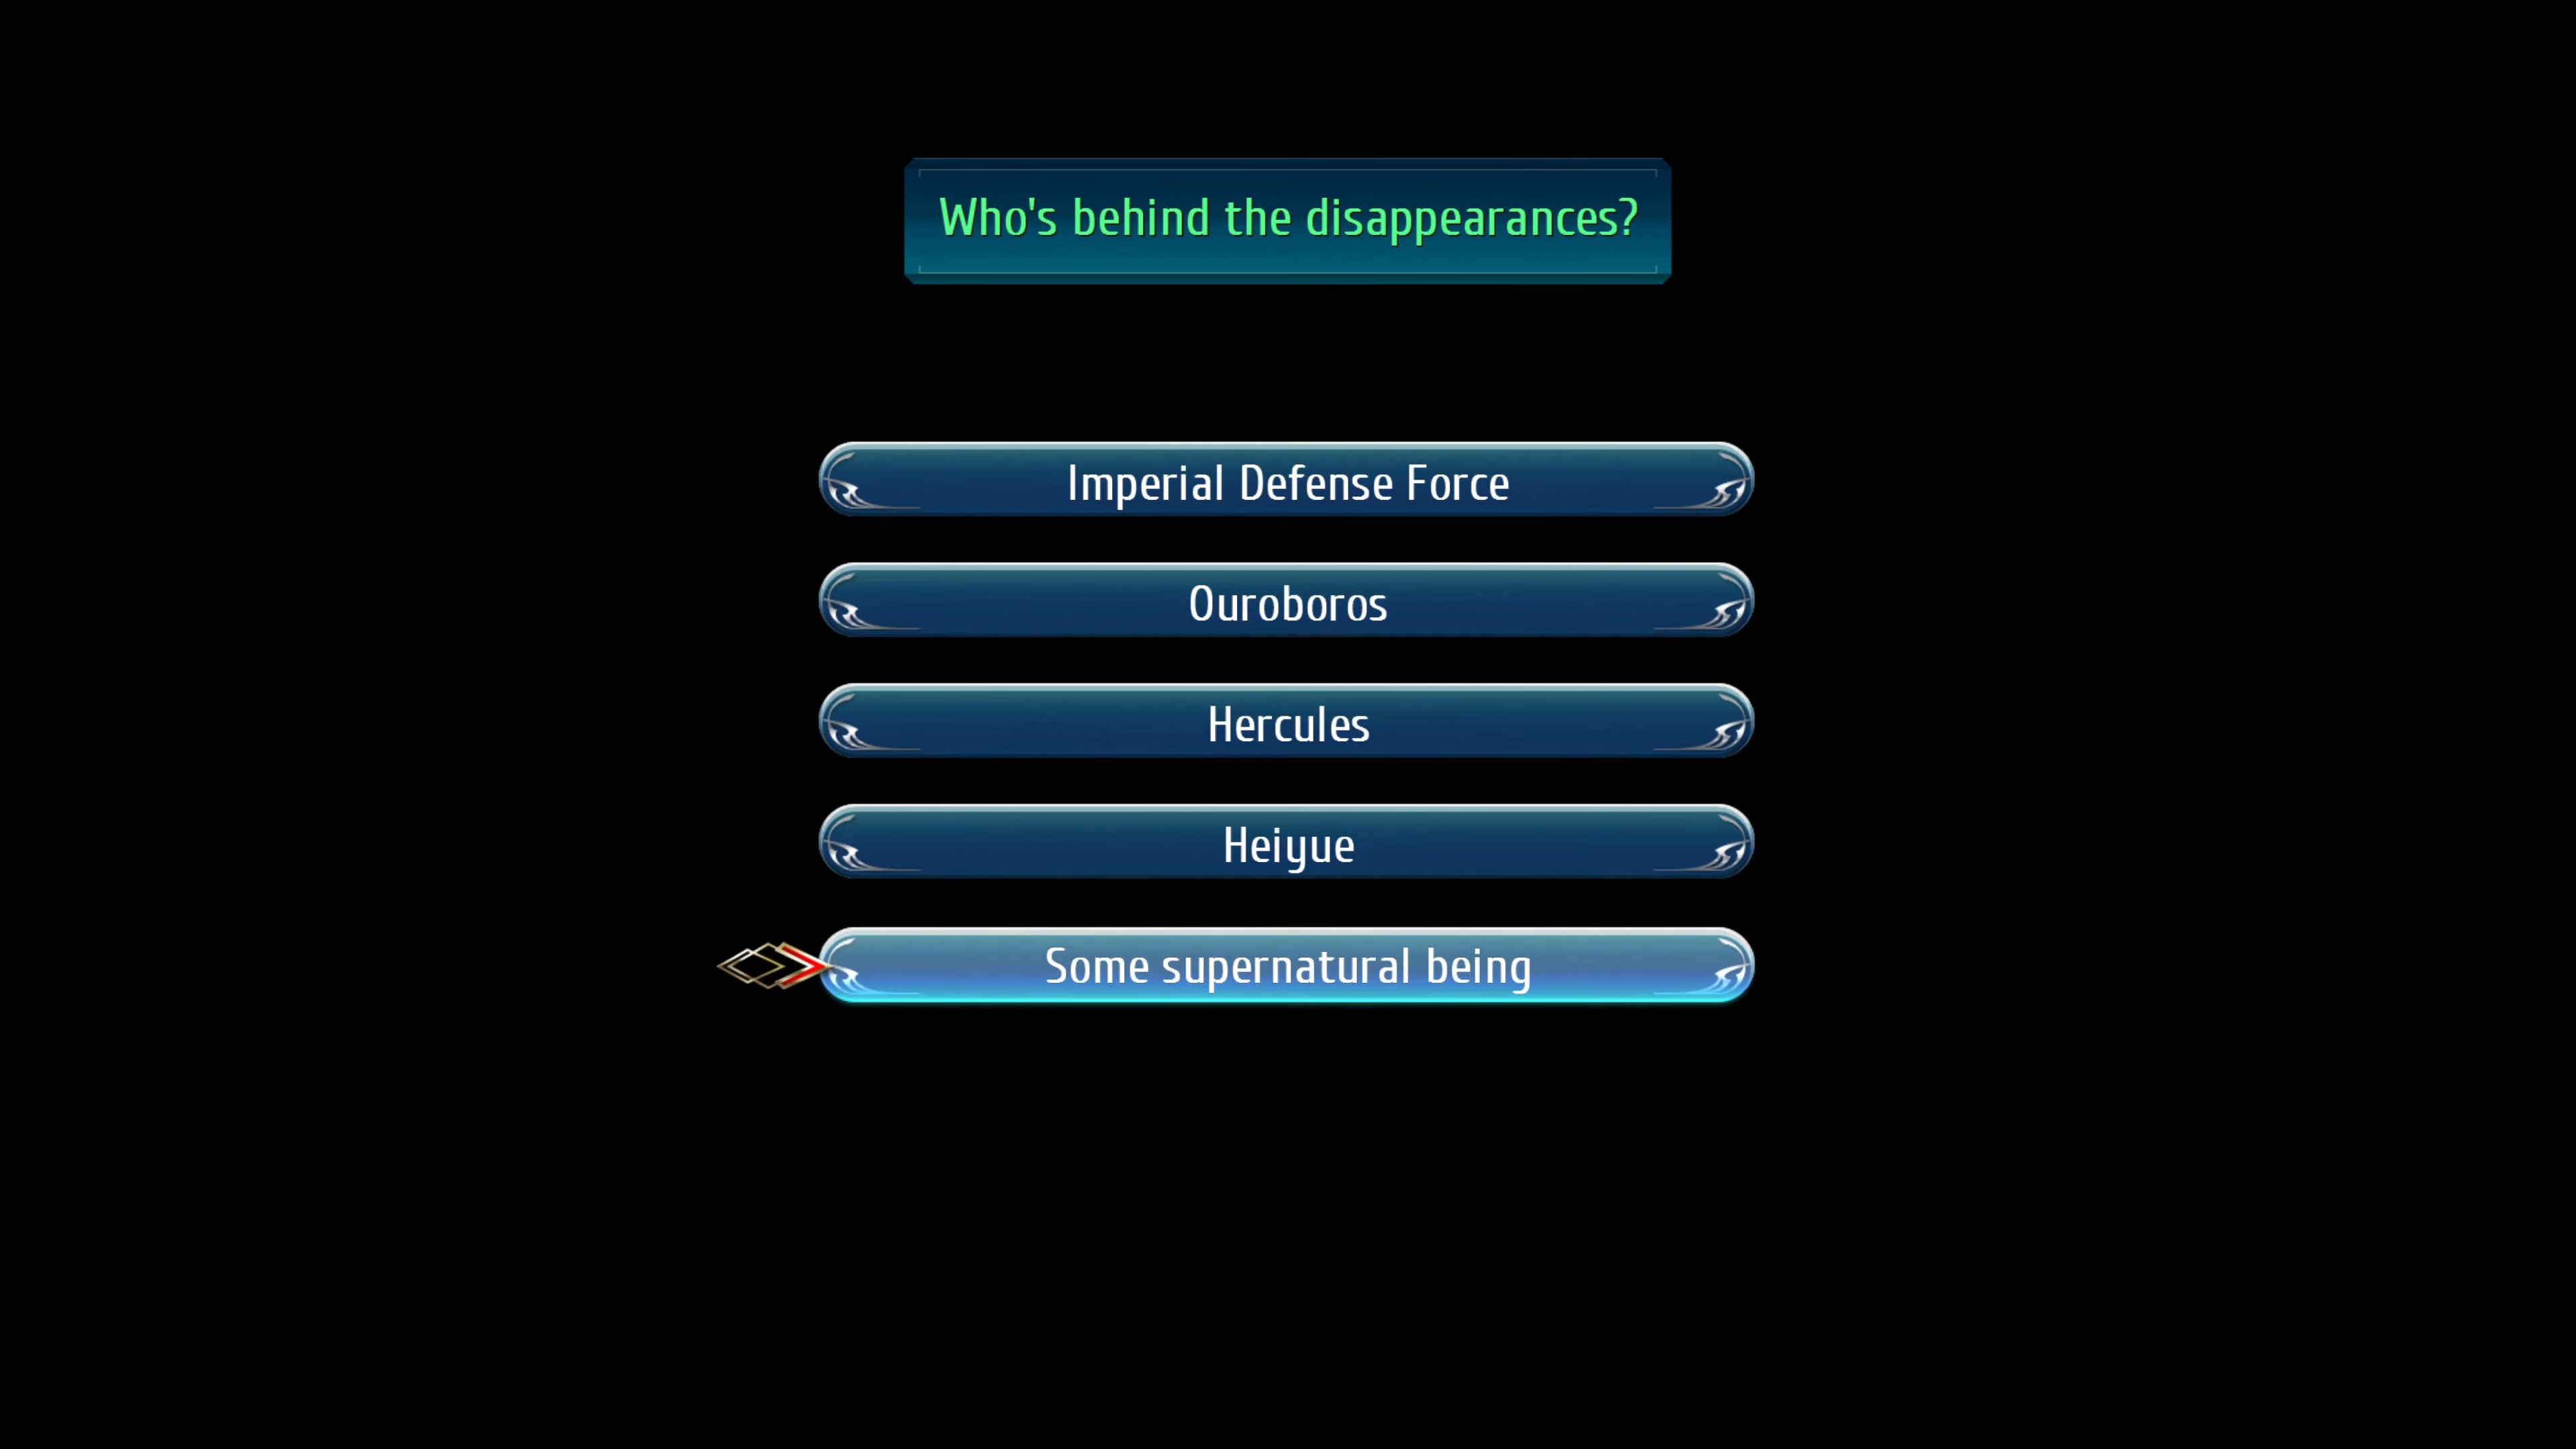 Who's behind the disappearances?
Imperial Defense Force
Ouroboros
Hercules
Heiyue
Some supernatural being